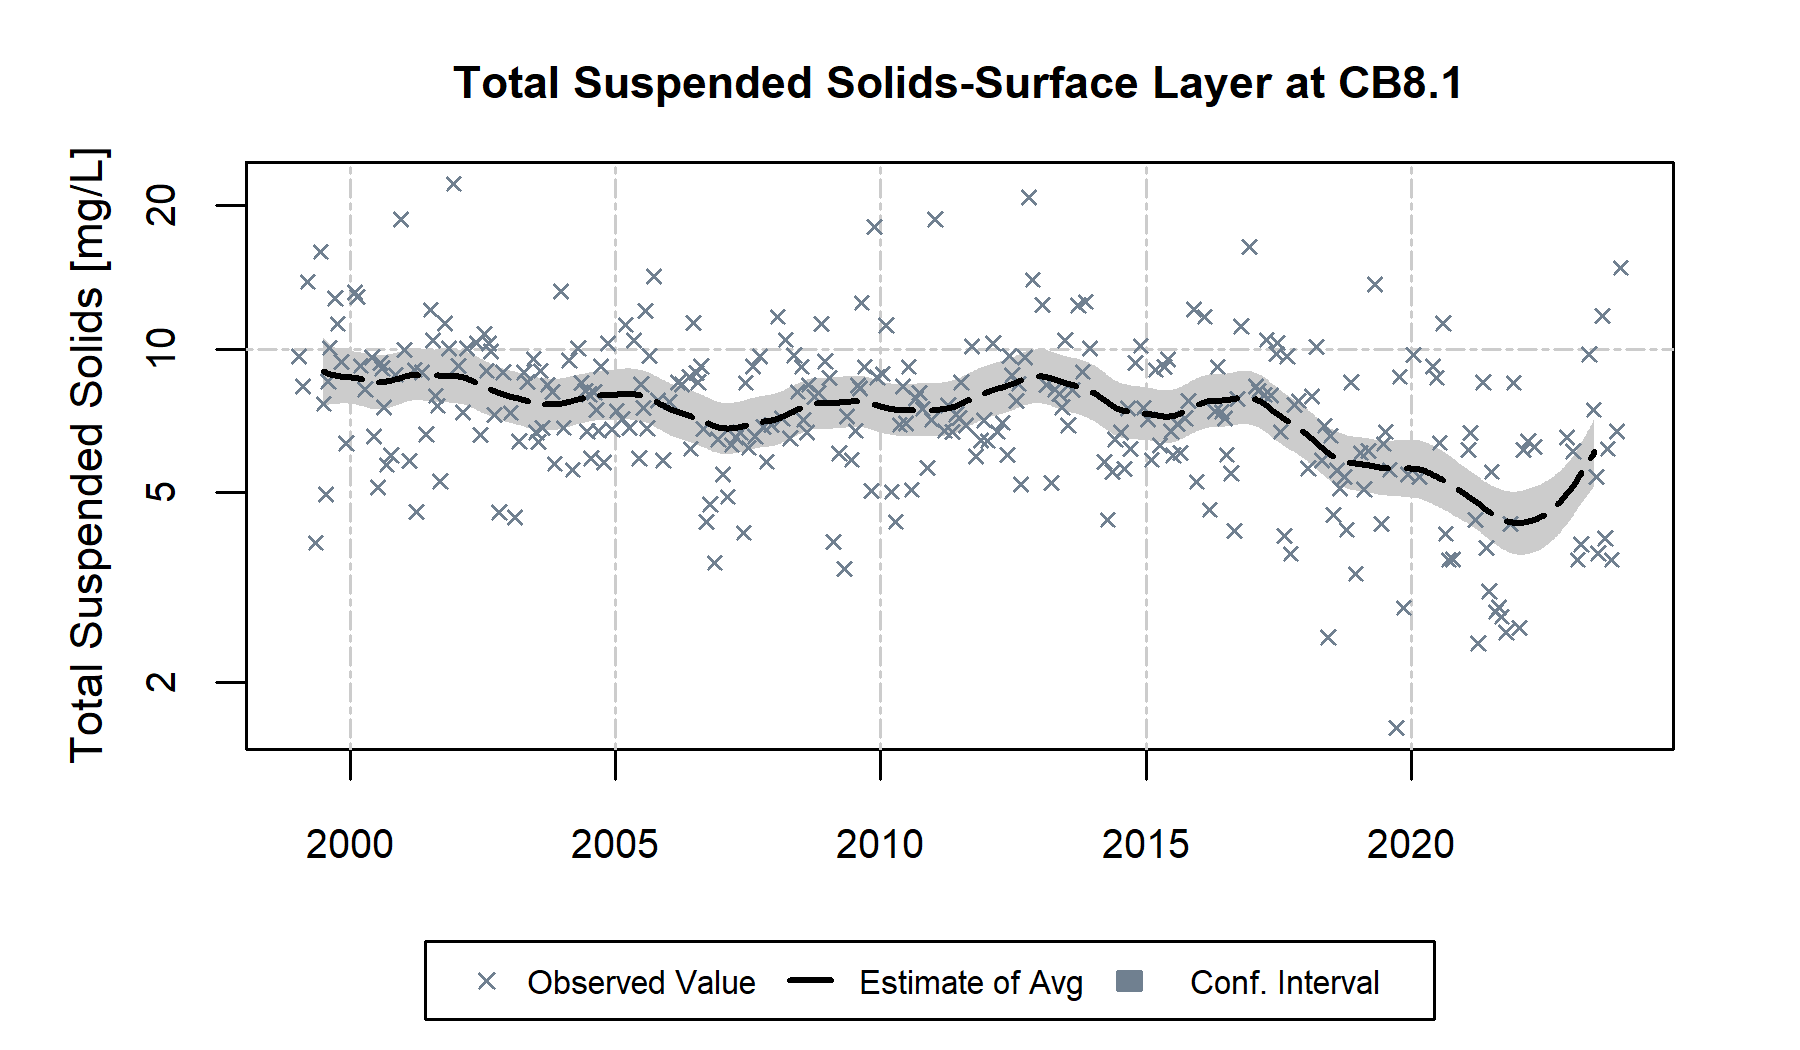 Total Suspended Solids-Surface Layer at CB8.1
Total Suspended Solids [mg/L]
20
10
5
2
2000 2005 2010 2015 2020
Observed Value Estimate of Avg Conf. Interval